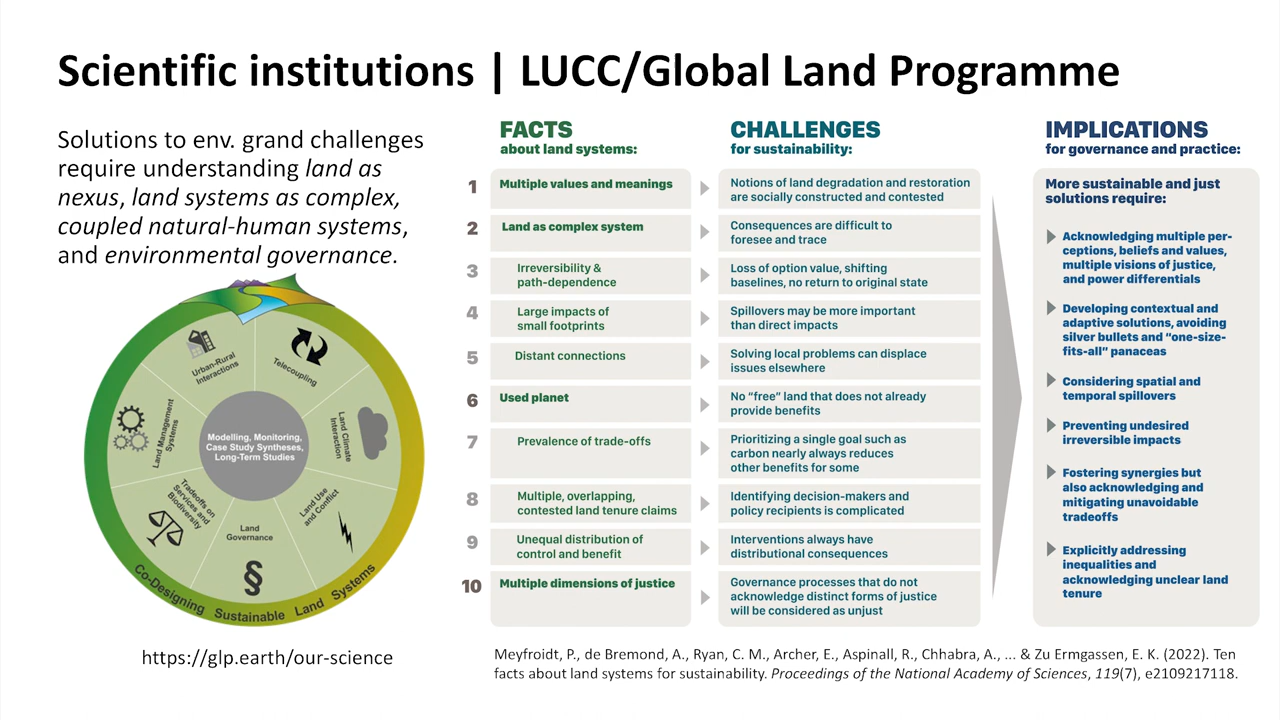 Scientific institutions | LUCC/Global Land Programme
Solutions to env. grand challenges
require understanding land as
nexus, land systems as complex,
coupled natural-human systems,
and environmental governance.
Urban-Rural
Interactions
Telecoupling
Land Climate
Interaction
Land Use
and Conflict
Land
Governance
§
Tradeoffs on
Services and
Biodiversity
Land Management
Systems
Modelling, Monitoring,
Case Study Syntheses,
Long-Term Studies
Co-Designing Sustainable Land Systems
https://glp.earth/our-science
FACTS
about land systems:
CHALLENGES
for sustainability:
IMPLICATIONS
for governance and practice:
1
Multiple values and meanings
Notions of land degradation and restoration
are socially constructed and contested
2
Land as complex system
Consequences are difficult to
foresee and trace
3
Irreversibility &
path-dependence
Loss of option value, shifting
baselines, no return to original state
4
Large impacts of
small footprints
Spillovers may be more important
than direct impacts
5
Distant connections
Solving local problems can displace
issues elsewhere
6
Used planet
No “free” land that does not already
provide benefits
7
Prevalence of trade-offs
Prioritizing a single goal such as
carbon nearly always reduces
other benefits for some
8
Multiple, overlapping,
contested land tenure claims
Identifying decision-makers and
policy recipients is complicated
9
Unequal distribution of
control and benefit
Interventions always have
distributional consequences
10
Multiple dimensions of justice
Governance processes that do not
acknowledge distinct forms of justice
will be considered as unjust
More sustainable and just
solutions require:
Acknowledging multiple per-
ceptions, beliefs and values,
multiple visions of justice,
and power differentials
Developing contextual and
adaptive solutions, avoiding
silver bullets and “one-size-
fits-all” panaceas
Considering spatial and
temporal spillovers
Preventing undesired
irreversible impacts
Fostering synergies but
also acknowledging and
mitigating unavoidable
tradeoffs
Explicitly addressing
inequalities and
acknowledging unclear land
tenure
Meyfroidt, P., de Bremond, A., Ryan, C. M., Archer, E., Aspinall, R., Chhabra, A., ... & Zu Ermgassen, E. K. (2022). Ten
facts about land systems for sustainability. Proceedings of the National Academy of Sciences, 119(7), e2109217118.